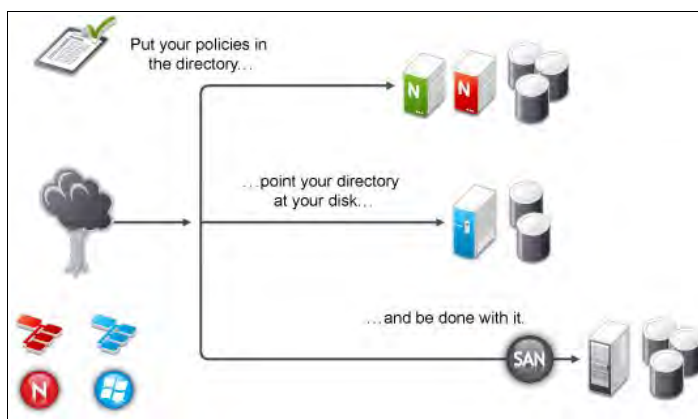 Put your policies in
the directory...
N
N
...point your directory
at your disk...
...and be done with it.
SAN
N